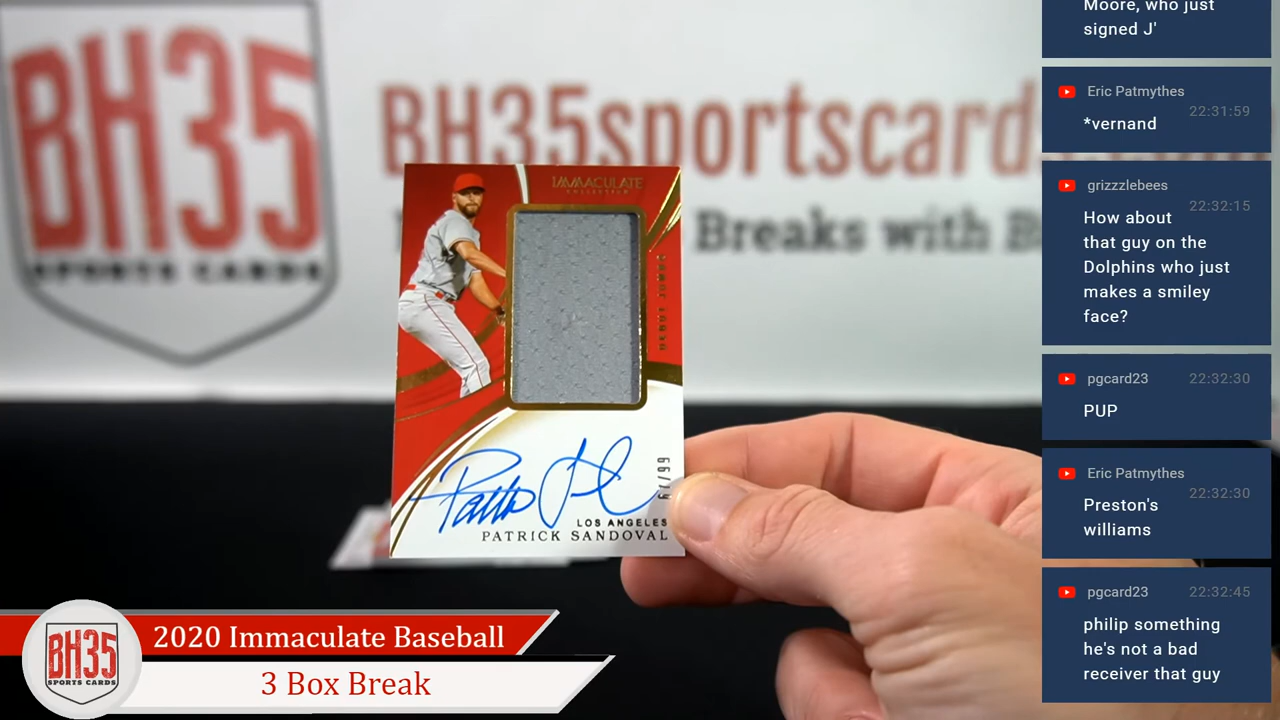 BH35
SPORTS CARDS
BH35sportscards
Breaks with B
IMMACULATE
COLLECTION
LOS ANGELES
PATRICK SANDOVAL
BH35
SPORTS CARDS
2020 Immaculate Baseball
3 Box Break
Moore, who just
signed J'
Eric Patmythes
22:31:59
*vernand
grizzzlebees
22:32:15
How about
that guy on the
Dolphins who just
makes a smiley
face?
pgcard23 22:32:30
PUP
Eric Patmythes
22:32:30
Preston's
williams
pgcard23 22:32:45
philip something
he's not a bad
receiver that guy